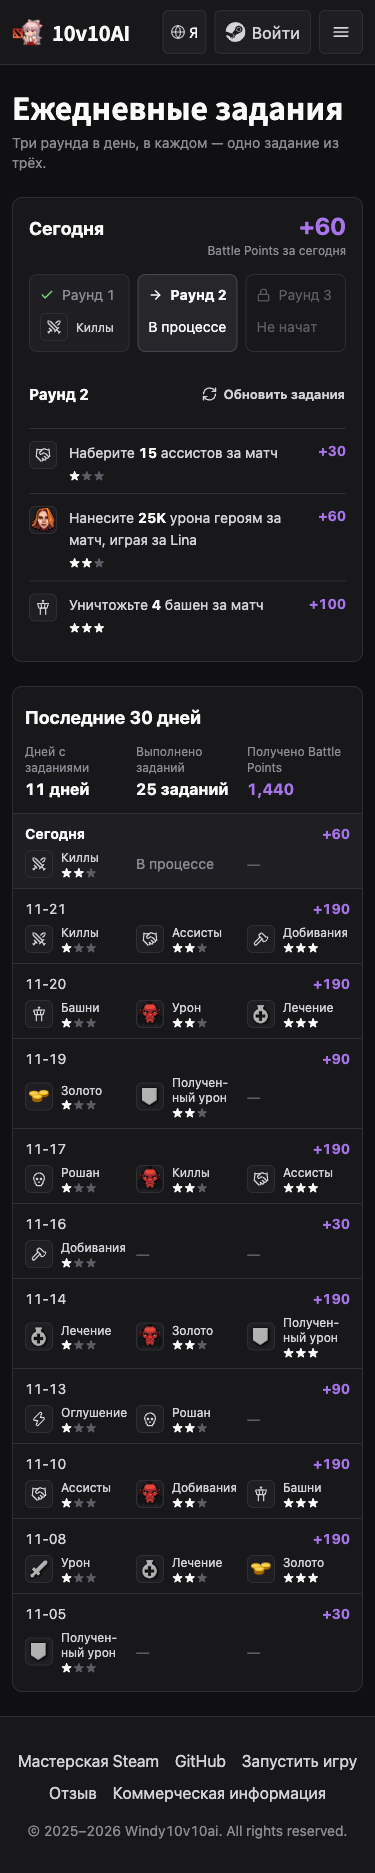 10v10AI
Я
Войти
Ежедневные задания
Три раунда в день, в каждом — одно задание из
трёх.
Сегодня
+60
Battle Points за сегодня
Раунд 1
Киллы
Раунд 2
В процессе
Раунд 3
Не начат
Раунд 2
Обновить задания
Наберите 15 ассистов за матч
+30
Нанесите 25K урона героям за
матч, играя за Lina
+60
Уничтожьте 4 башен за матч
+100
Последние 30 дней
Дней с
заданиями
11 дней
Выполнено
заданий
25 заданий
Получено Battle
Points
1,440
Сегодня
+60
Киллы
В процессе
—
11-21
+190
Киллы
Ассисты
Добивания
11-20
+190
Башни
Урон
Лечение
11-19
+90
Золото
Получен-
ный урон
—
11-17
+190
Рошан
Киллы
Ассисты
11-16
+30
Добивания
—
—
11-14
+190
Лечение
Золото
Получен-
ный урон
11-13
+90
Оглушение
Рошан
—
11-10
+190
Ассисты
Добивания
Башни
11-08
+190
Урон
Лечение
Золото
11-05
+30
Получен-
ный урон
—
—
Мастерская Steam GitHub Запустить игру
Отзыв Коммерческая информация
© 2025–2026 Windy10v10ai. All rights reserved.